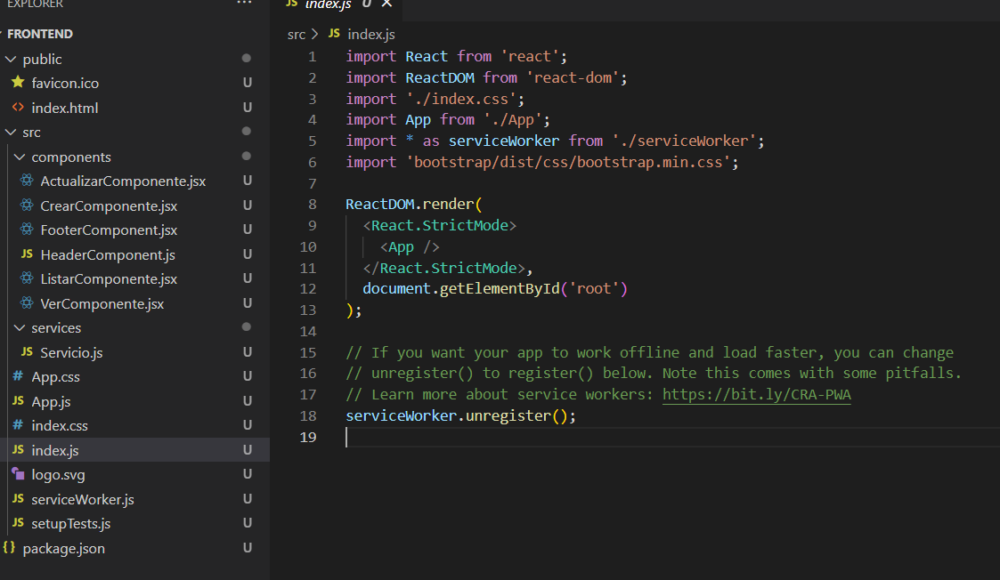 EXPLORER
...
FRONTEND
public
favicon.ico U
index.html U
src
components
ActualizarComponente.jsx U
CrearComponente.jsx U
FooterComponent.jsx U
JS HeaderComponent.js U
ListarComponente.jsx U
VerComponente.jsx U
services
JS Servicio.js U
# App.css U
JS App.js U
# index.css U
JS index.js U
logo.svg U
JS serviceWorker.js U
JS setupTests.js U
{} package.json U
JS index.js U ×
src > JS index.js
1 import React from 'react';
2 import ReactDOM from 'react-dom';
3 import './index.css';
4 import App from './App';
5 import * as serviceWorker from './serviceWorker';
6 import 'bootstrap/dist/css/bootstrap.min.css';
7
8 ReactDOM.render(
9 <React.StrictMode>
10 <App />
11 </React.StrictMode>,
12 document.getElementById('root')
13 );
14
15 // If you want your app to work offline and load faster, you can change
16 // unregister() to register() below. Note this comes with some pitfalls.
17 // Learn more about service workers: https://bit.ly/CRA-PWA
18 serviceWorker.unregister();
19